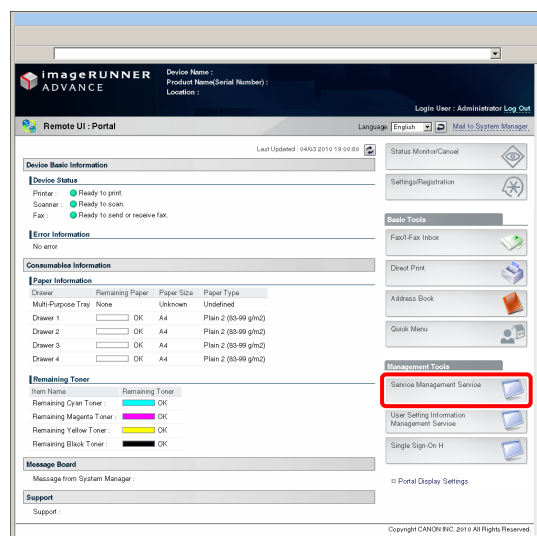 imageRUNNER
ADVANCE
Device Name :
Product Name(Serial Number) :
Location :
Login User : Administrator Log Out
Remote UI : Portal
Language: English
Mail to System Manager
Last Updated : 04/03 2010 19:00:50
Device Basic Information
Device Status
Printer : Ready to print.
Scanner : Ready to scan.
Fax : Ready to send or receive fax.
Error Information
No error
Consumables Information
Paper Information
Drawer Remaining Paper Paper Size Paper Type
Multi-Purpose Tray None Unknown Undefined
Drawer 1 OK A4 Plain 2 (83-99 g/m2)
Drawer 2 OK A4 Plain 2 (83-99 g/m2)
Drawer 3 OK A4 Plain 2 (83-99 g/m2)
Drawer 4 OK A4 Plain 2 (83-99 g/m2)
Remaining Toner
Item Name Remaining Toner
Remaining Cyan Toner : OK
Remaining Magenta Toner : OK
Remaining Yellow Toner : OK
Remaining Black Toner : OK
Message Board
Message from System Manager :
Support
Support :
Status Monitor/Cancel
Settings/Registration
Basic Tools
Fax/I-Fax Inbox
Direct Print
Address Book
Quick Menu
Management Tools
Service Management Service
User Setting Information
Management Service
Single Sign-On H
Portal Display Settings
Copyright CANON INC. 2010 All Rights Reserved.